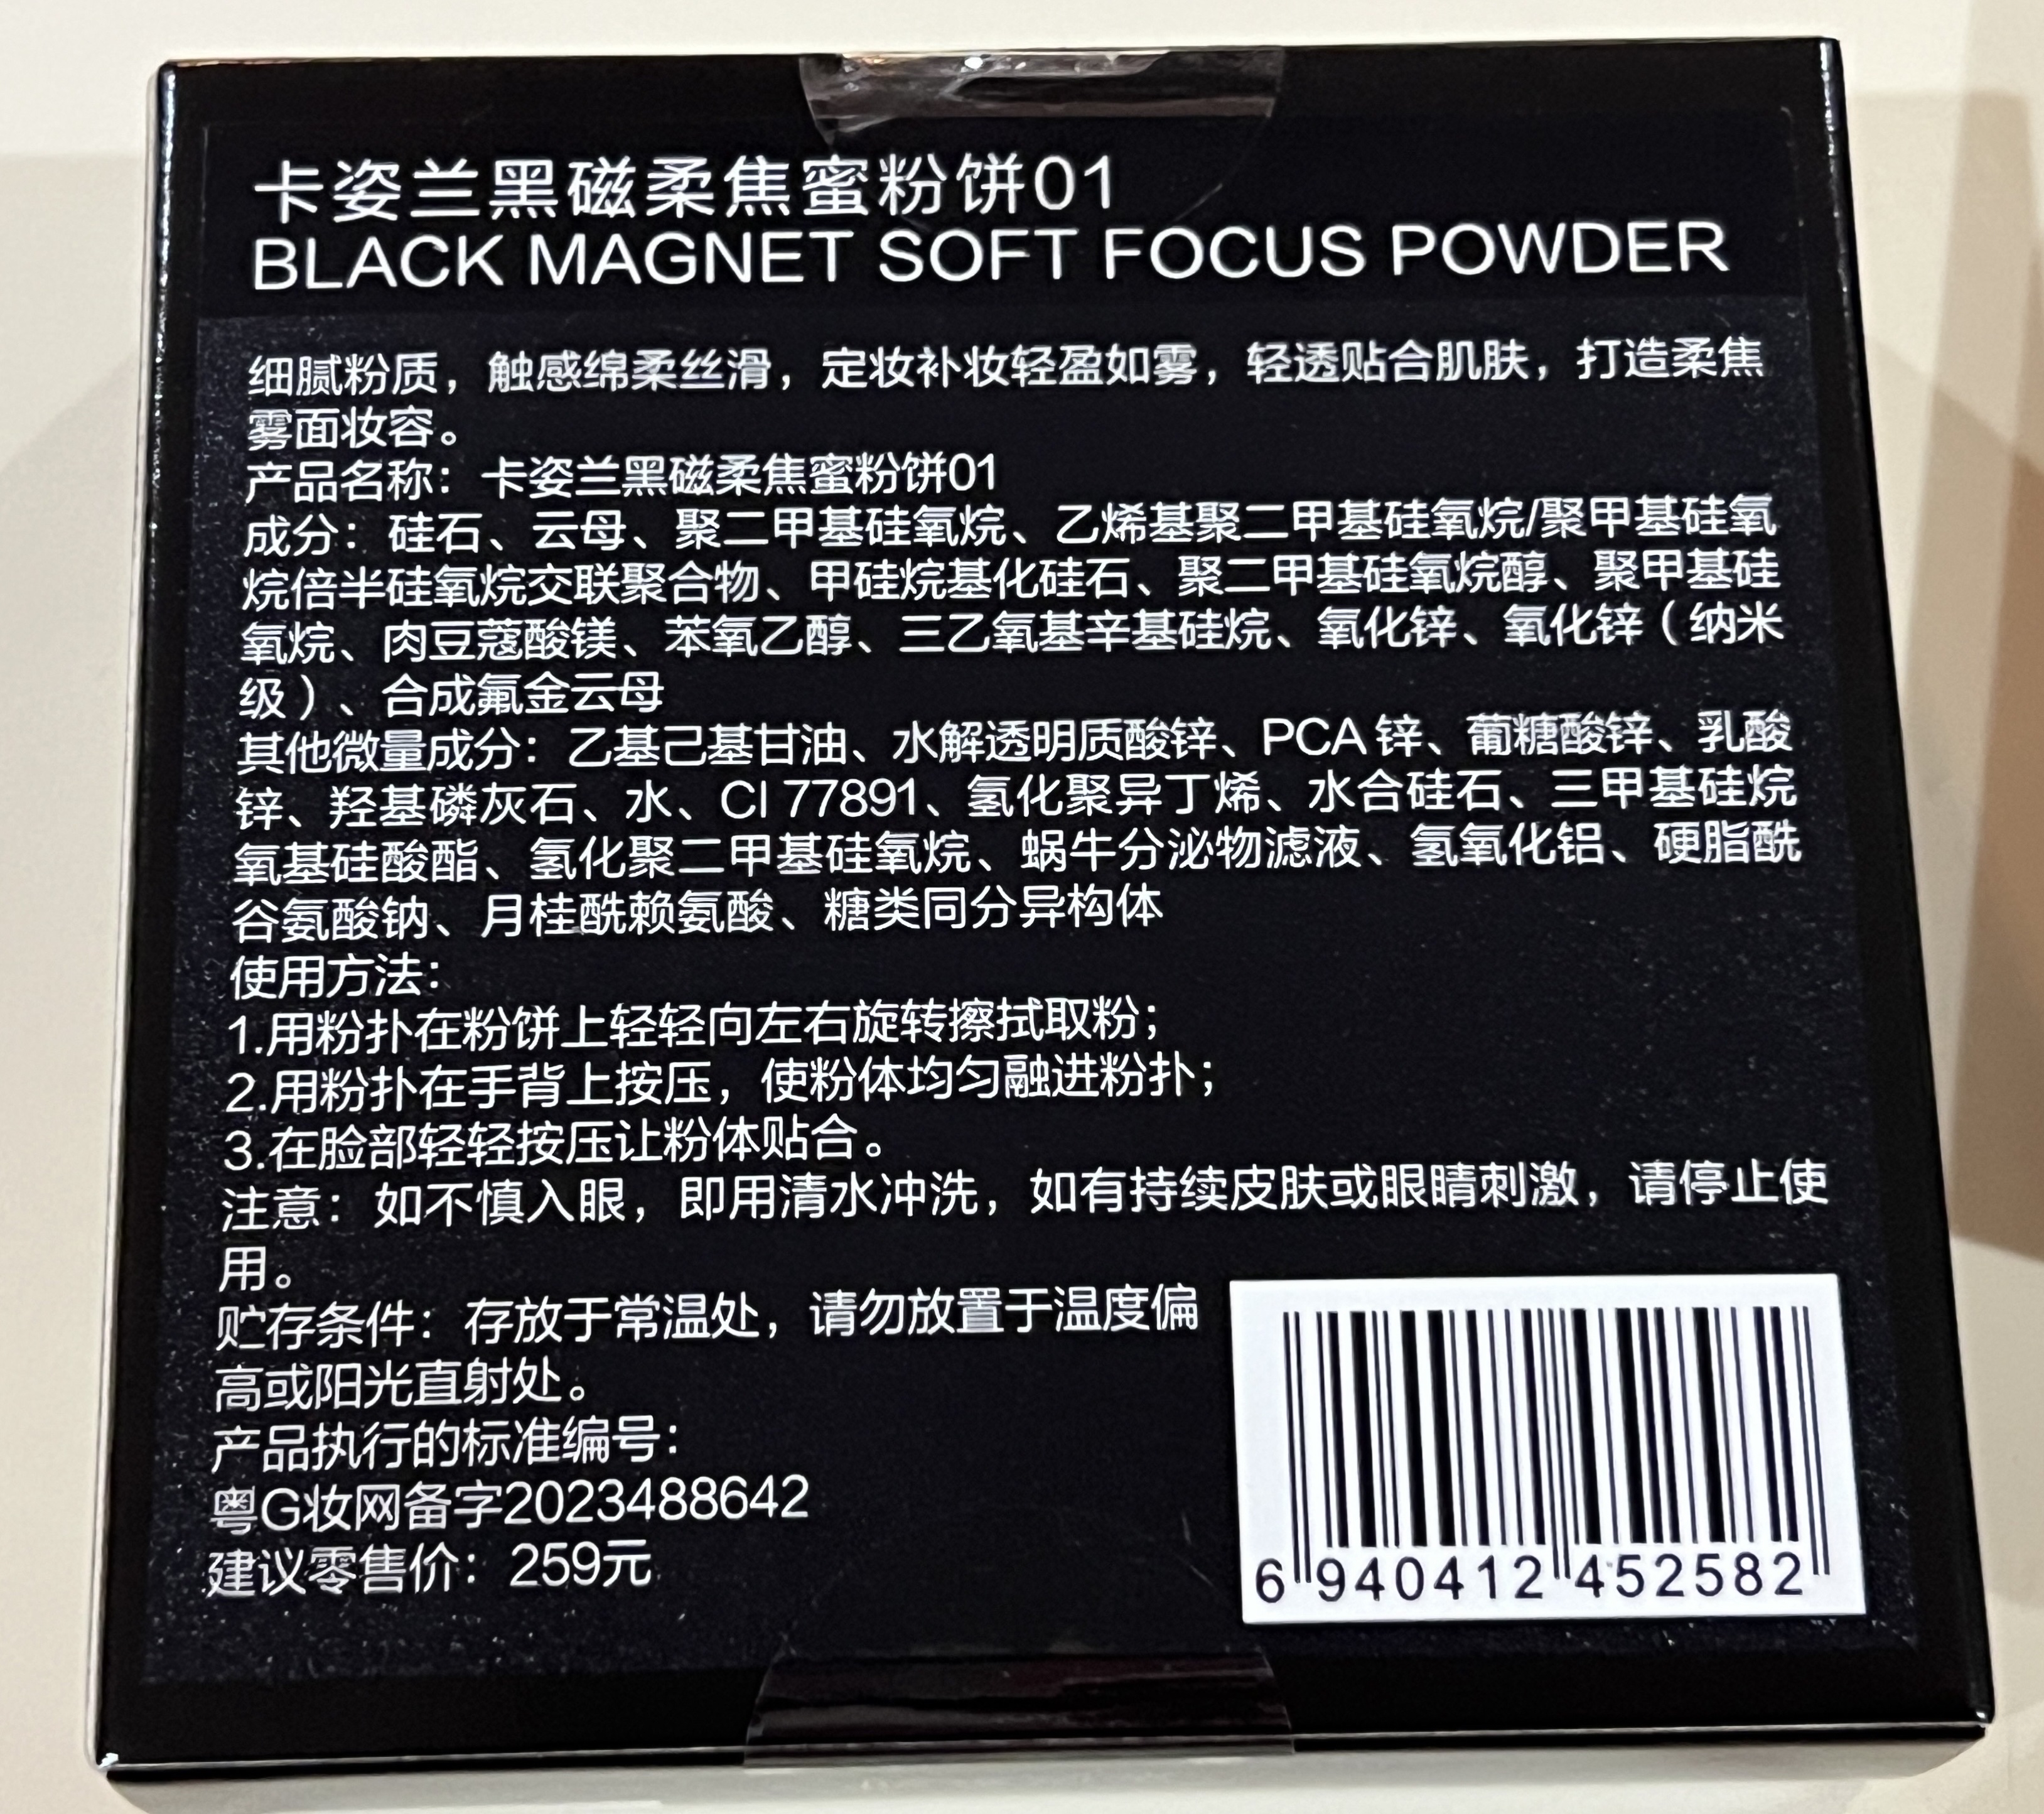 卡姿兰黑磁柔焦蜜粉饼01
BLACK MAGNET SOFT FOCUS POWDER
细腻粉质，触感绵柔丝滑，定妆补妆轻盈如雾，轻透贴合肌肤，打造柔焦
雾面妆容。
产品名称：卡姿兰黑磁柔焦蜜粉饼01
成分：硅石、云母、聚二甲基硅氧烷、乙烯基聚二甲基硅氧烷/聚甲基硅氧
烷倍半硅氧烷交联聚合物、甲硅烷基化硅石、聚二甲基硅氧烷醇、聚甲基硅
氧烷、肉豆蔻酸镁、苯氧乙醇、三乙氧基辛基硅烷、氧化锌、氧化锌（纳米
级）、合成氟金云母
其他微量成分：乙基己基甘油、水解透明质酸锌、PCA 锌、葡糖酸锌、乳酸
锌、羟基磷灰石、水、CI 77891、氢化聚异丁烯、水合硅石、三甲基硅烷
氧基硅酸酯、氢化聚二甲基硅氧烷、蜗牛分泌物滤液、氢氧化铝、硬脂酰
谷氨酸钠、月桂酰赖氨酸、糖类同分异构体
使用方法：
1.用粉扑在粉饼上轻轻向左右旋转擦拭取粉；
2.用粉扑在手背上按压，使粉体均匀融进粉扑；
3.在脸部轻轻按压让粉体贴合。
注意：如不慎入眼，即用清水冲洗，如有持续皮肤或眼睛刺激，请停止使
用。
贮存条件：存放于常温处，请勿放置于温度偏
高或阳光直射处。
产品执行的标准编号：
粤G妆网备字2023488642
建议零售价：259元
6 940412 452582